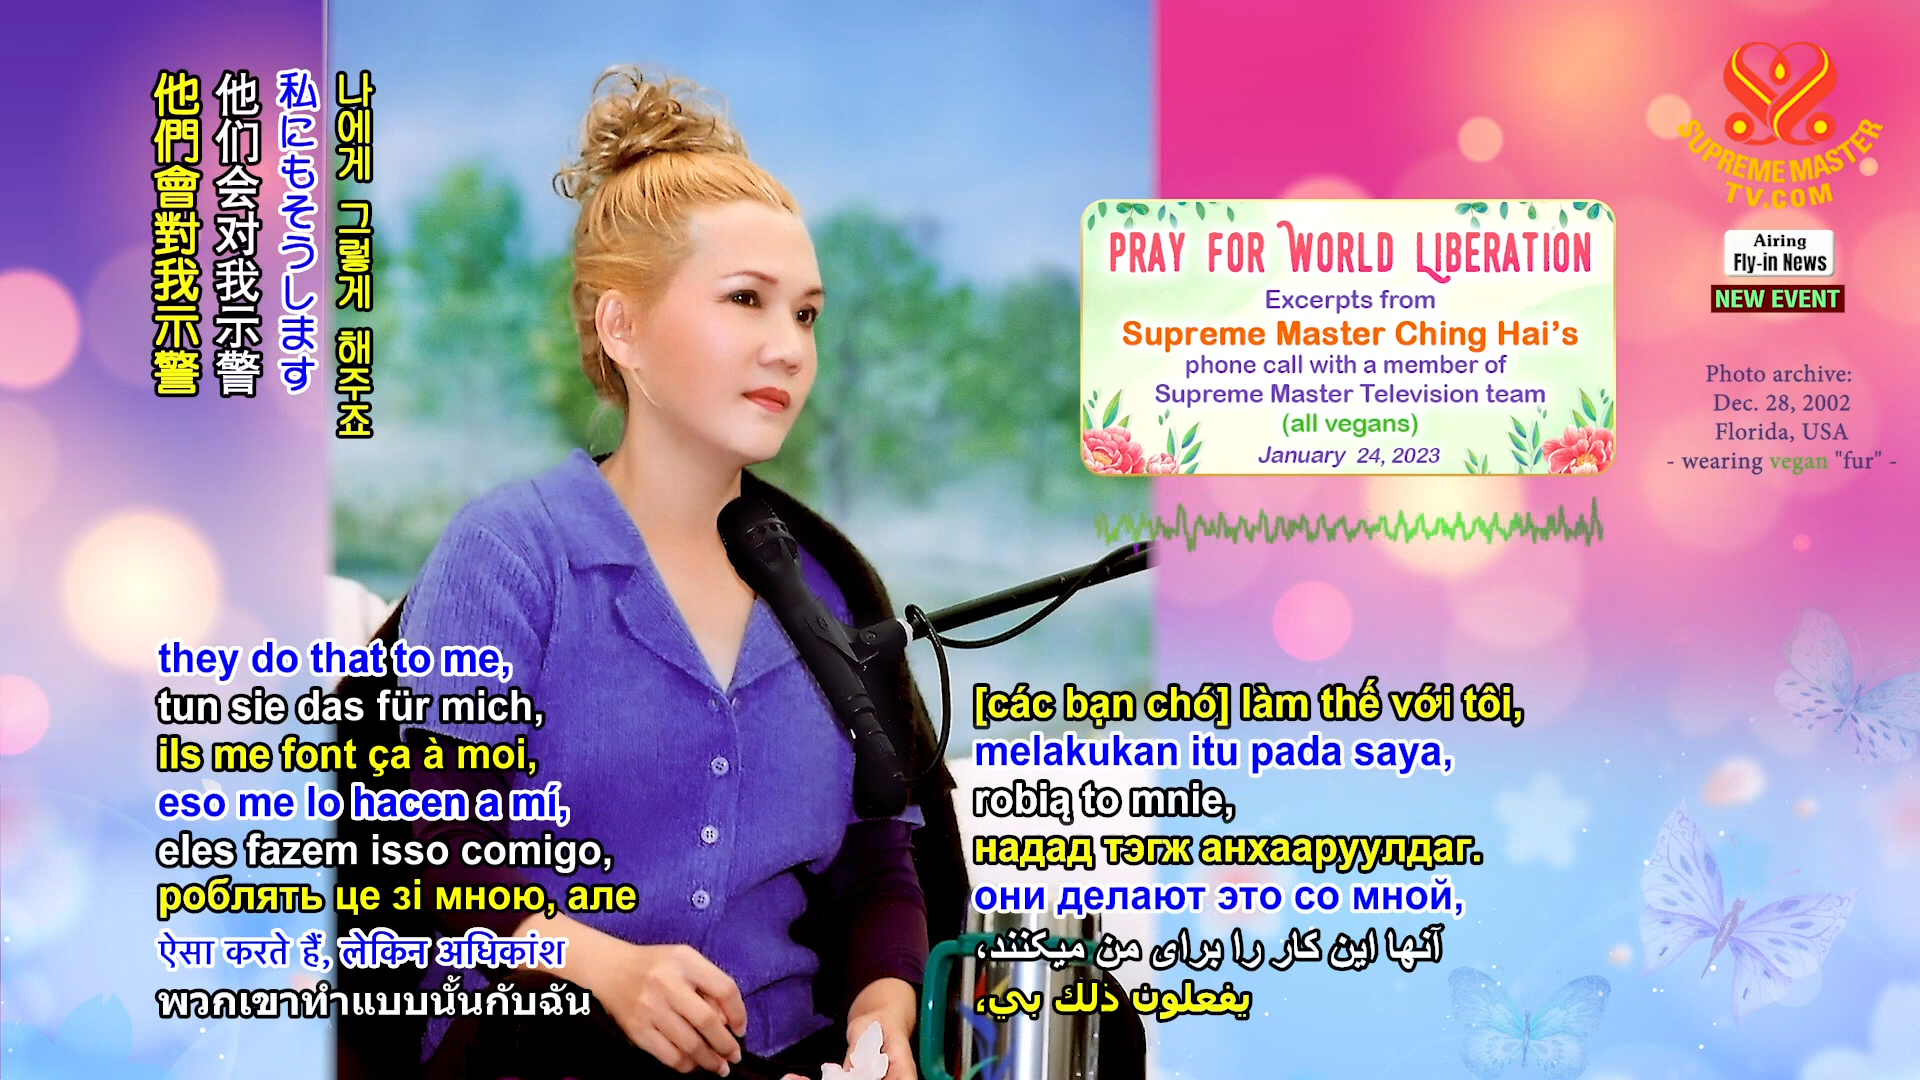 他們會對我示警
他们会对我示警
私にもそうします
나에게 그렇게 해주죠
SUPREME MASTER
TV.COM
Airing
Fly-in News
NEW EVENT
PRAY FOR WORLD LIBERATION
Excerpts from
Supreme Master Ching Hai's
phone call with a member of
Supreme Master Television team
(all vegans)
January 24, 2023
Photo archive:
Dec. 28, 2002
Florida, USA
- wearing vegan "fur" -
they do that to me,
tun sie das für mich,
ils me font ça à moi,
eso me lo hacen a mí,
eles fazem isso comigo,
роблять це зі мною, але
ऐसा करते हैं, लेकिन अधिकांश
พวกเขาทำแบบนั้นกับฉัน
[các bạn chó] làm thế với tôi,
melakukan itu pada saya,
robią to mnie,
надад тэгж анхааруулдаг.
они делают это со мной,
آنها این کار را برای من میکنند،
يفعلون ذلك بي،